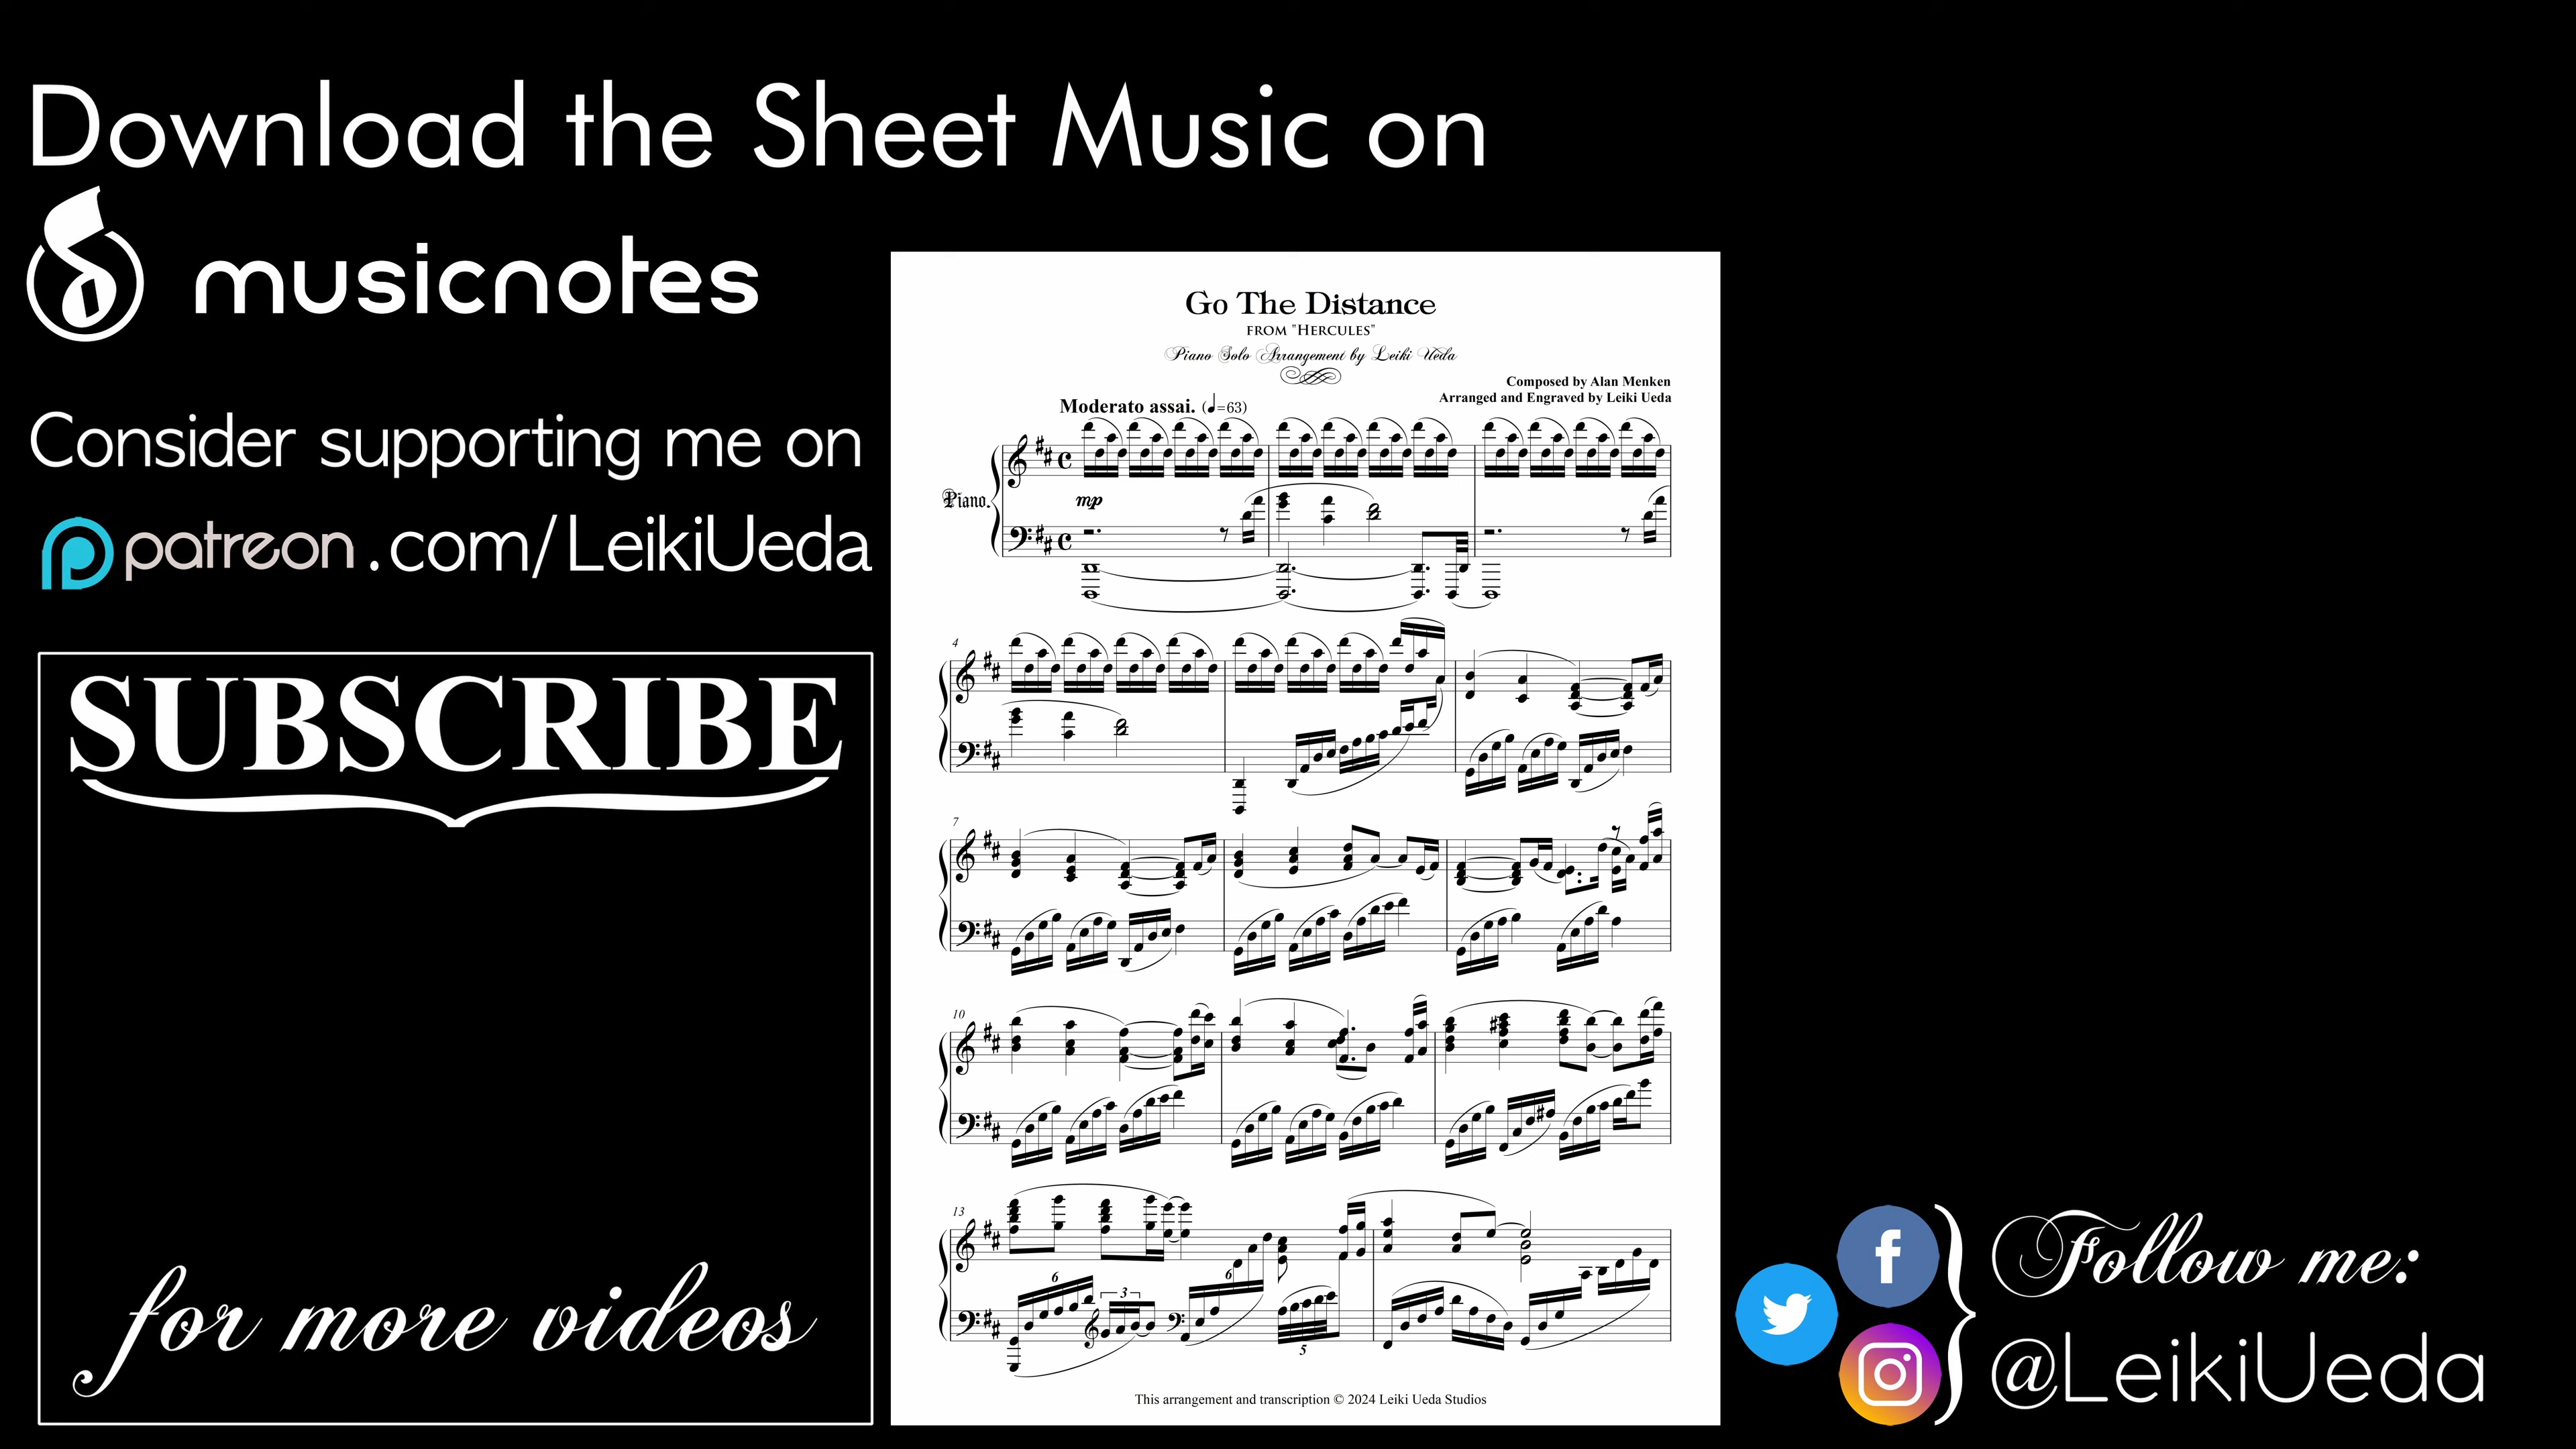 Download the Sheet Music on
musicnotes
Consider supporting me on
patreon.com/LeikiUeda
SUBSCRIBE
for more videos
Go The Distance
FROM "HERCULES"
Piano Solo Arrangement by Leiki Ueda
Composed by Alan Menken
Arranged and Engraved by Leiki Ueda
Moderato assai. (♩=63)
Piano.
mp
4
7
10
13
6
3
6
5
This arrangement and transcription © 2024 Leiki Ueda Studios
Follow me:
@LeikiUeda